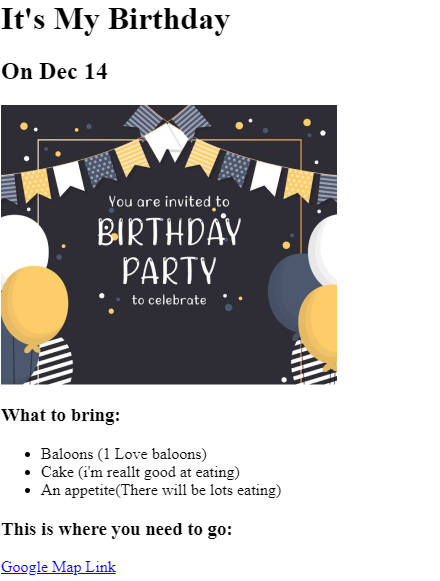 It's My Birthday
On Dec 14
You are invited to
BIRTHDAY
PARTY
to celebrate
What to bring:
Baloons (1 Love baloons)
Cake (i'm reallt good at eating)
An appetite(There will be lots eating)
This is where you need to go:
Google Map Link